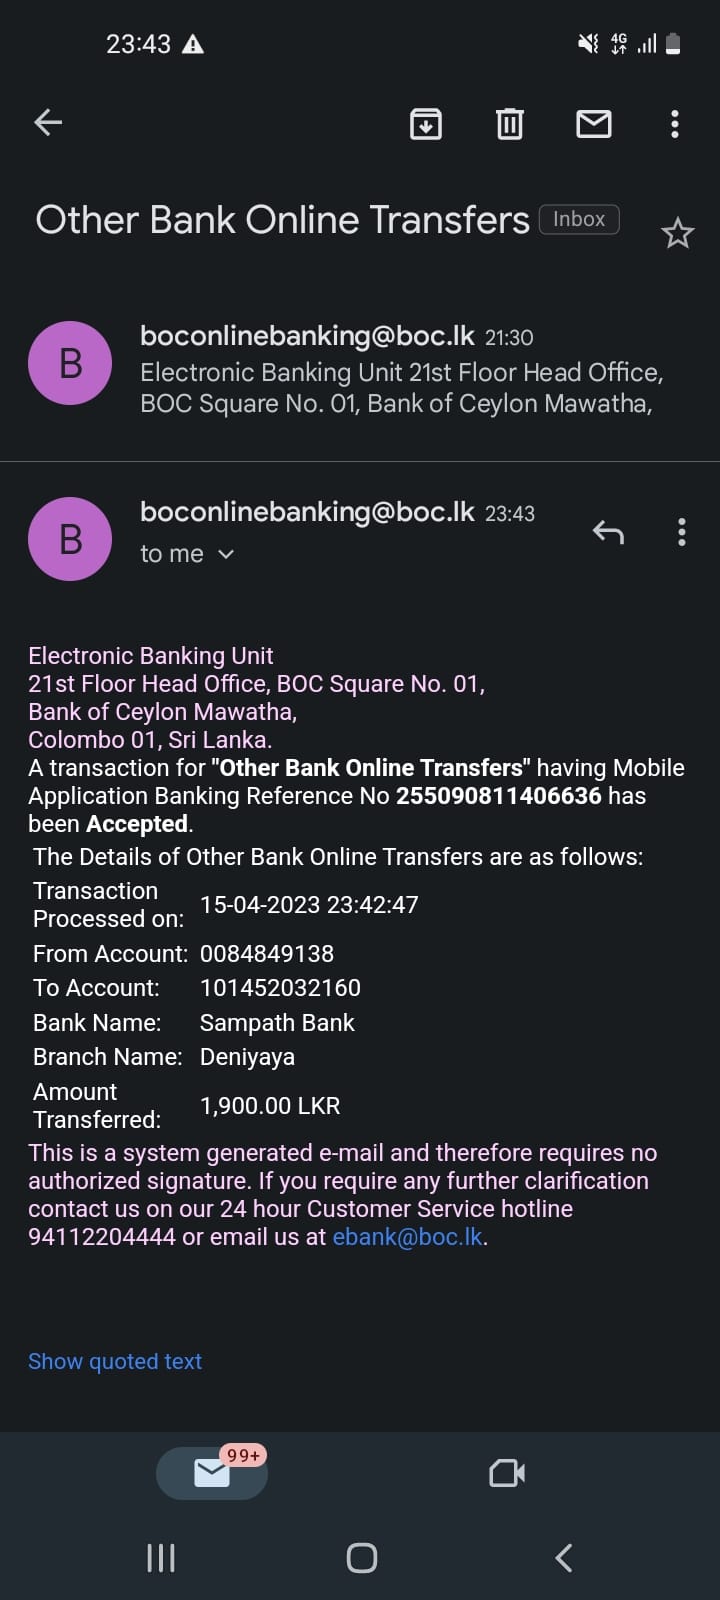 23:43
4G
Other Bank Online Transfers Inbox
B
boconlinebanking@boc.lk 21:30
Electronic Banking Unit 21st Floor Head Office,
BOC Square No. 01, Bank of Ceylon Mawatha,
B
boconlinebanking@boc.lk 23:43
to me
Electronic Banking Unit
21st Floor Head Office, BOC Square No. 01,
Bank of Ceylon Mawatha,
Colombo 01, Sri Lanka.
A transaction for "Other Bank Online Transfers" having Mobile
Application Banking Reference No 255090811406636 has
been Accepted.
The Details of Other Bank Online Transfers are as follows:
Transaction
Processed on: 15-04-2023 23:42:47
From Account: 0084849138
To Account: 101452032160
Bank Name: Sampath Bank
Branch Name: Deniyaya
Amount
Transferred: 1,900.00 LKR
This is a system generated e-mail and therefore requires no
authorized signature. If you require any further clarification
contact us on our 24 hour Customer Service hotline
94112204444 or email us at ebank@boc.lk.
Show quoted text
99+